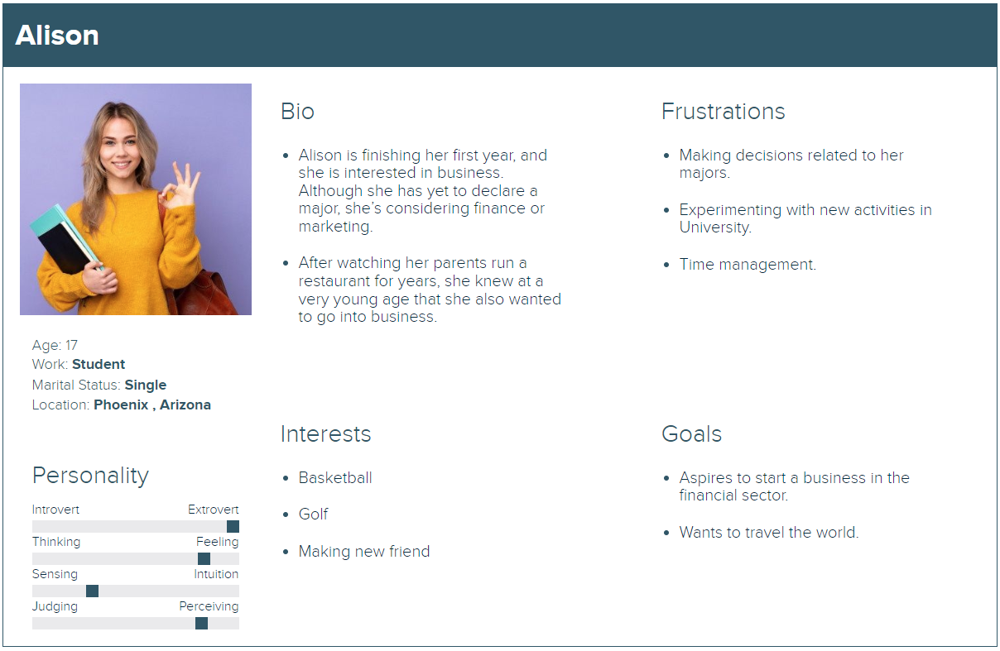 Alison
Age: 17
Work: Student
Marital Status: Single
Location: Phoenix , Arizona
Personality
Introvert Extrovert
Thinking Feeling
Sensing Intuition
Judging Perceiving
Bio
• Alison is finishing her first year, and
she is interested in business.
Although she has yet to declare a
major, she’s considering finance or
marketing.
• After watching her parents run a
restaurant for years, she knew at a
very young age that she also wanted
to go into business.
Interests
• Basketball
• Golf
• Making new friend
Frustrations
• Making decisions related to her
majors.
• Experimenting with new activities in
University.
• Time management.
Goals
• Aspires to start a business in the
financial sector.
• Wants to travel the world.